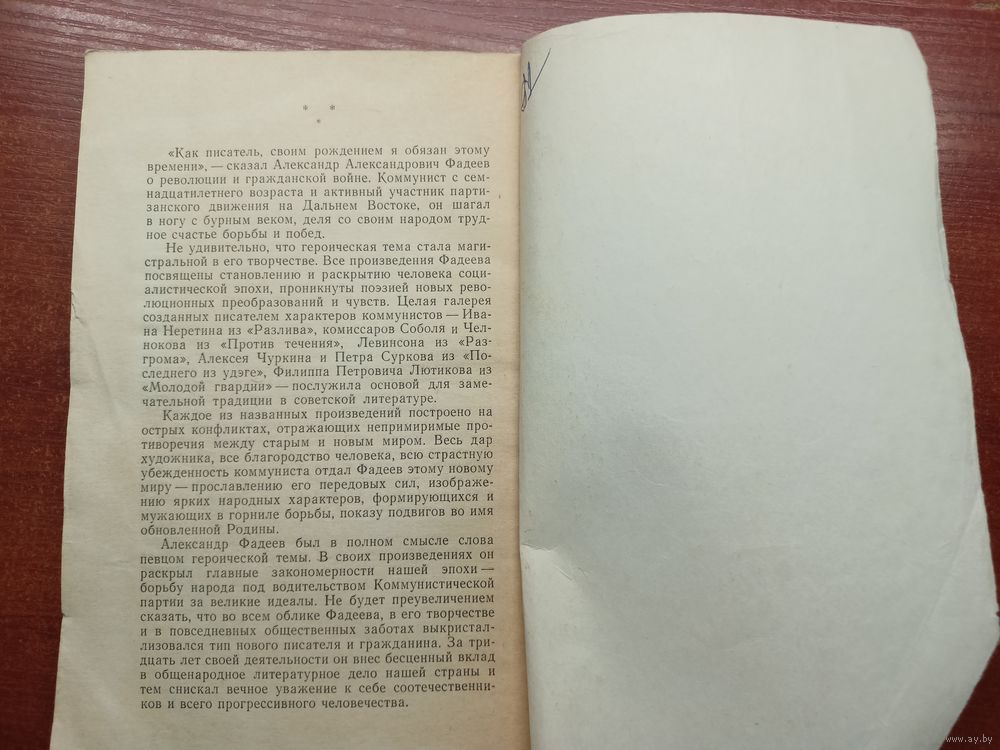 * *
*
«Как писатель, своим рождением я обязан этому
времени», — сказал Александр Александрович Фадеев
о революции и гражданской войне. Коммунист с сем-
надцатилетнего возраста и активный участник парти-
занского движения на Дальнем Востоке, он шагал
в ногу с бурным веком, деля со своим народом труд-
ное счастье борьбы и побед.
Не удивительно, что героическая тема стала маги-
стральной в его творчестве. Все произведения Фадеева
посвящены становлению и раскрытию человека соци-
алистической эпохи, проникнуты поэзией новых рево-
люционных преобразований и чувств. Целая галерея
созданных писателем характеров коммунистов — Ива-
на Неретина из «Разлива», комиссаров Соболя и Чел-
нокова из «Против течения», Левинсона из «Раз-
грома», Алексея Чуркина и Петра Суркова из «По-
следнего из удэге», Филиппа Петровича Лютикова из
«Молодой гвардии» — послужила основой для заме-
чательной традиции в советской литературе.
Каждое из названных произведений построено на
острых конфликтах, отражающих непримиримые про-
тиворечия между старым и новым миром. Весь дар
художника, все благородство человека, всю страстную
убежденность коммуниста отдал Фадеев этому новому
миру — прославлению его передовых сил, изображе-
нию ярких народных характеров, формирующихся и
мужающих в горниле борьбы, показу подвигов во имя
обновленной Родины.
Александр Фадеев был в полном смысле слова
певцом героической темы. В своих произведениях он
раскрыл главные закономерности нашей эпохи —
борьбу народа под водительством Коммунистической
партии за великие идеалы. Не будет преувеличением
сказать, что во всем облике Фадеева, в его творчестве
и в повседневных общественных заботах выкристал-
лизовался тип нового писателя и гражданина. За три-
дцать лет своей деятельности он внес бесценный вклад
в общенародное литературное дело нашей страны и
тем снискал вечное уважение к себе соотечественни-
ков и всего прогрессивного человечества.
www.ay.by